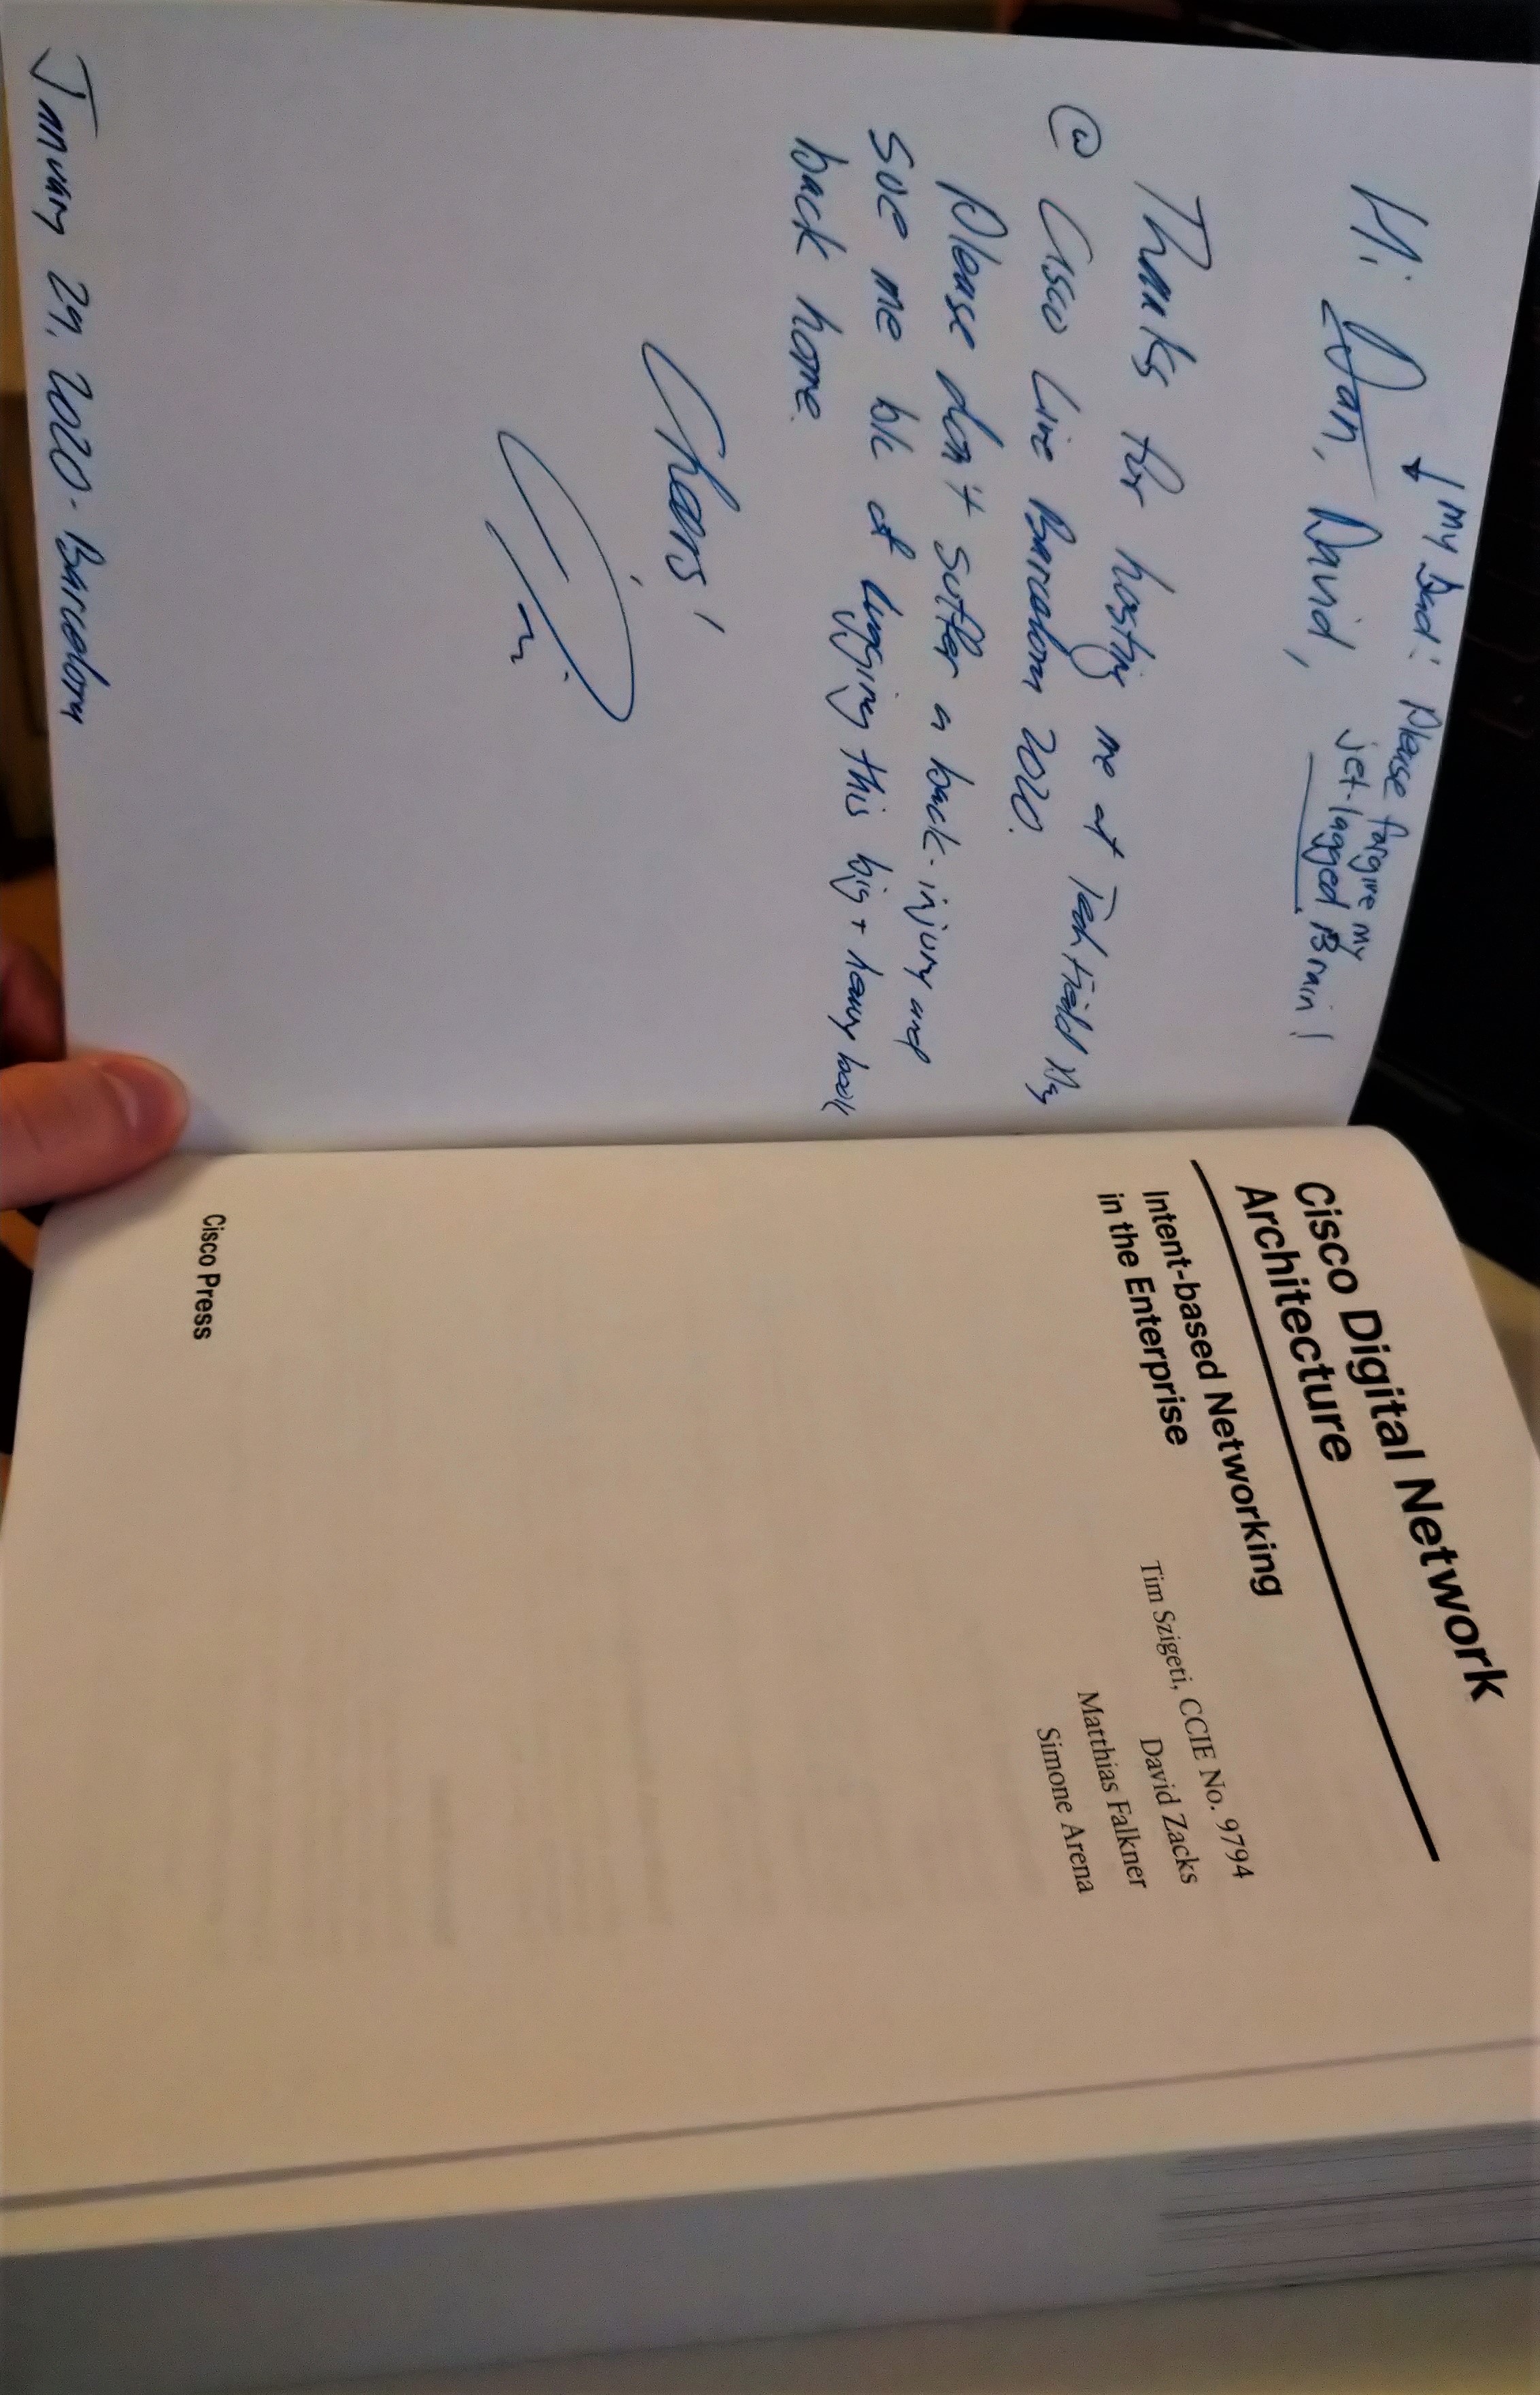 Hi Dan, David,
↓ my Bad! Please forgive my
jet-lagged Brain!
Thanks for hosting me at Tech Field Day
@ Cisco Live Barcelona 2020.
Please don't suffer a back-injury and
sue me b/c of lugging this big + heavy book
back home.
Cheers!
Tim
January 29, 2020 - Barcelona
Cisco Digital Network
Architecture
Intent-based Networking
in the Enterprise
Tim Szigeti, CCIE No. 9794
David Zacks
Matthias Falkner
Simone Arena
Cisco Press